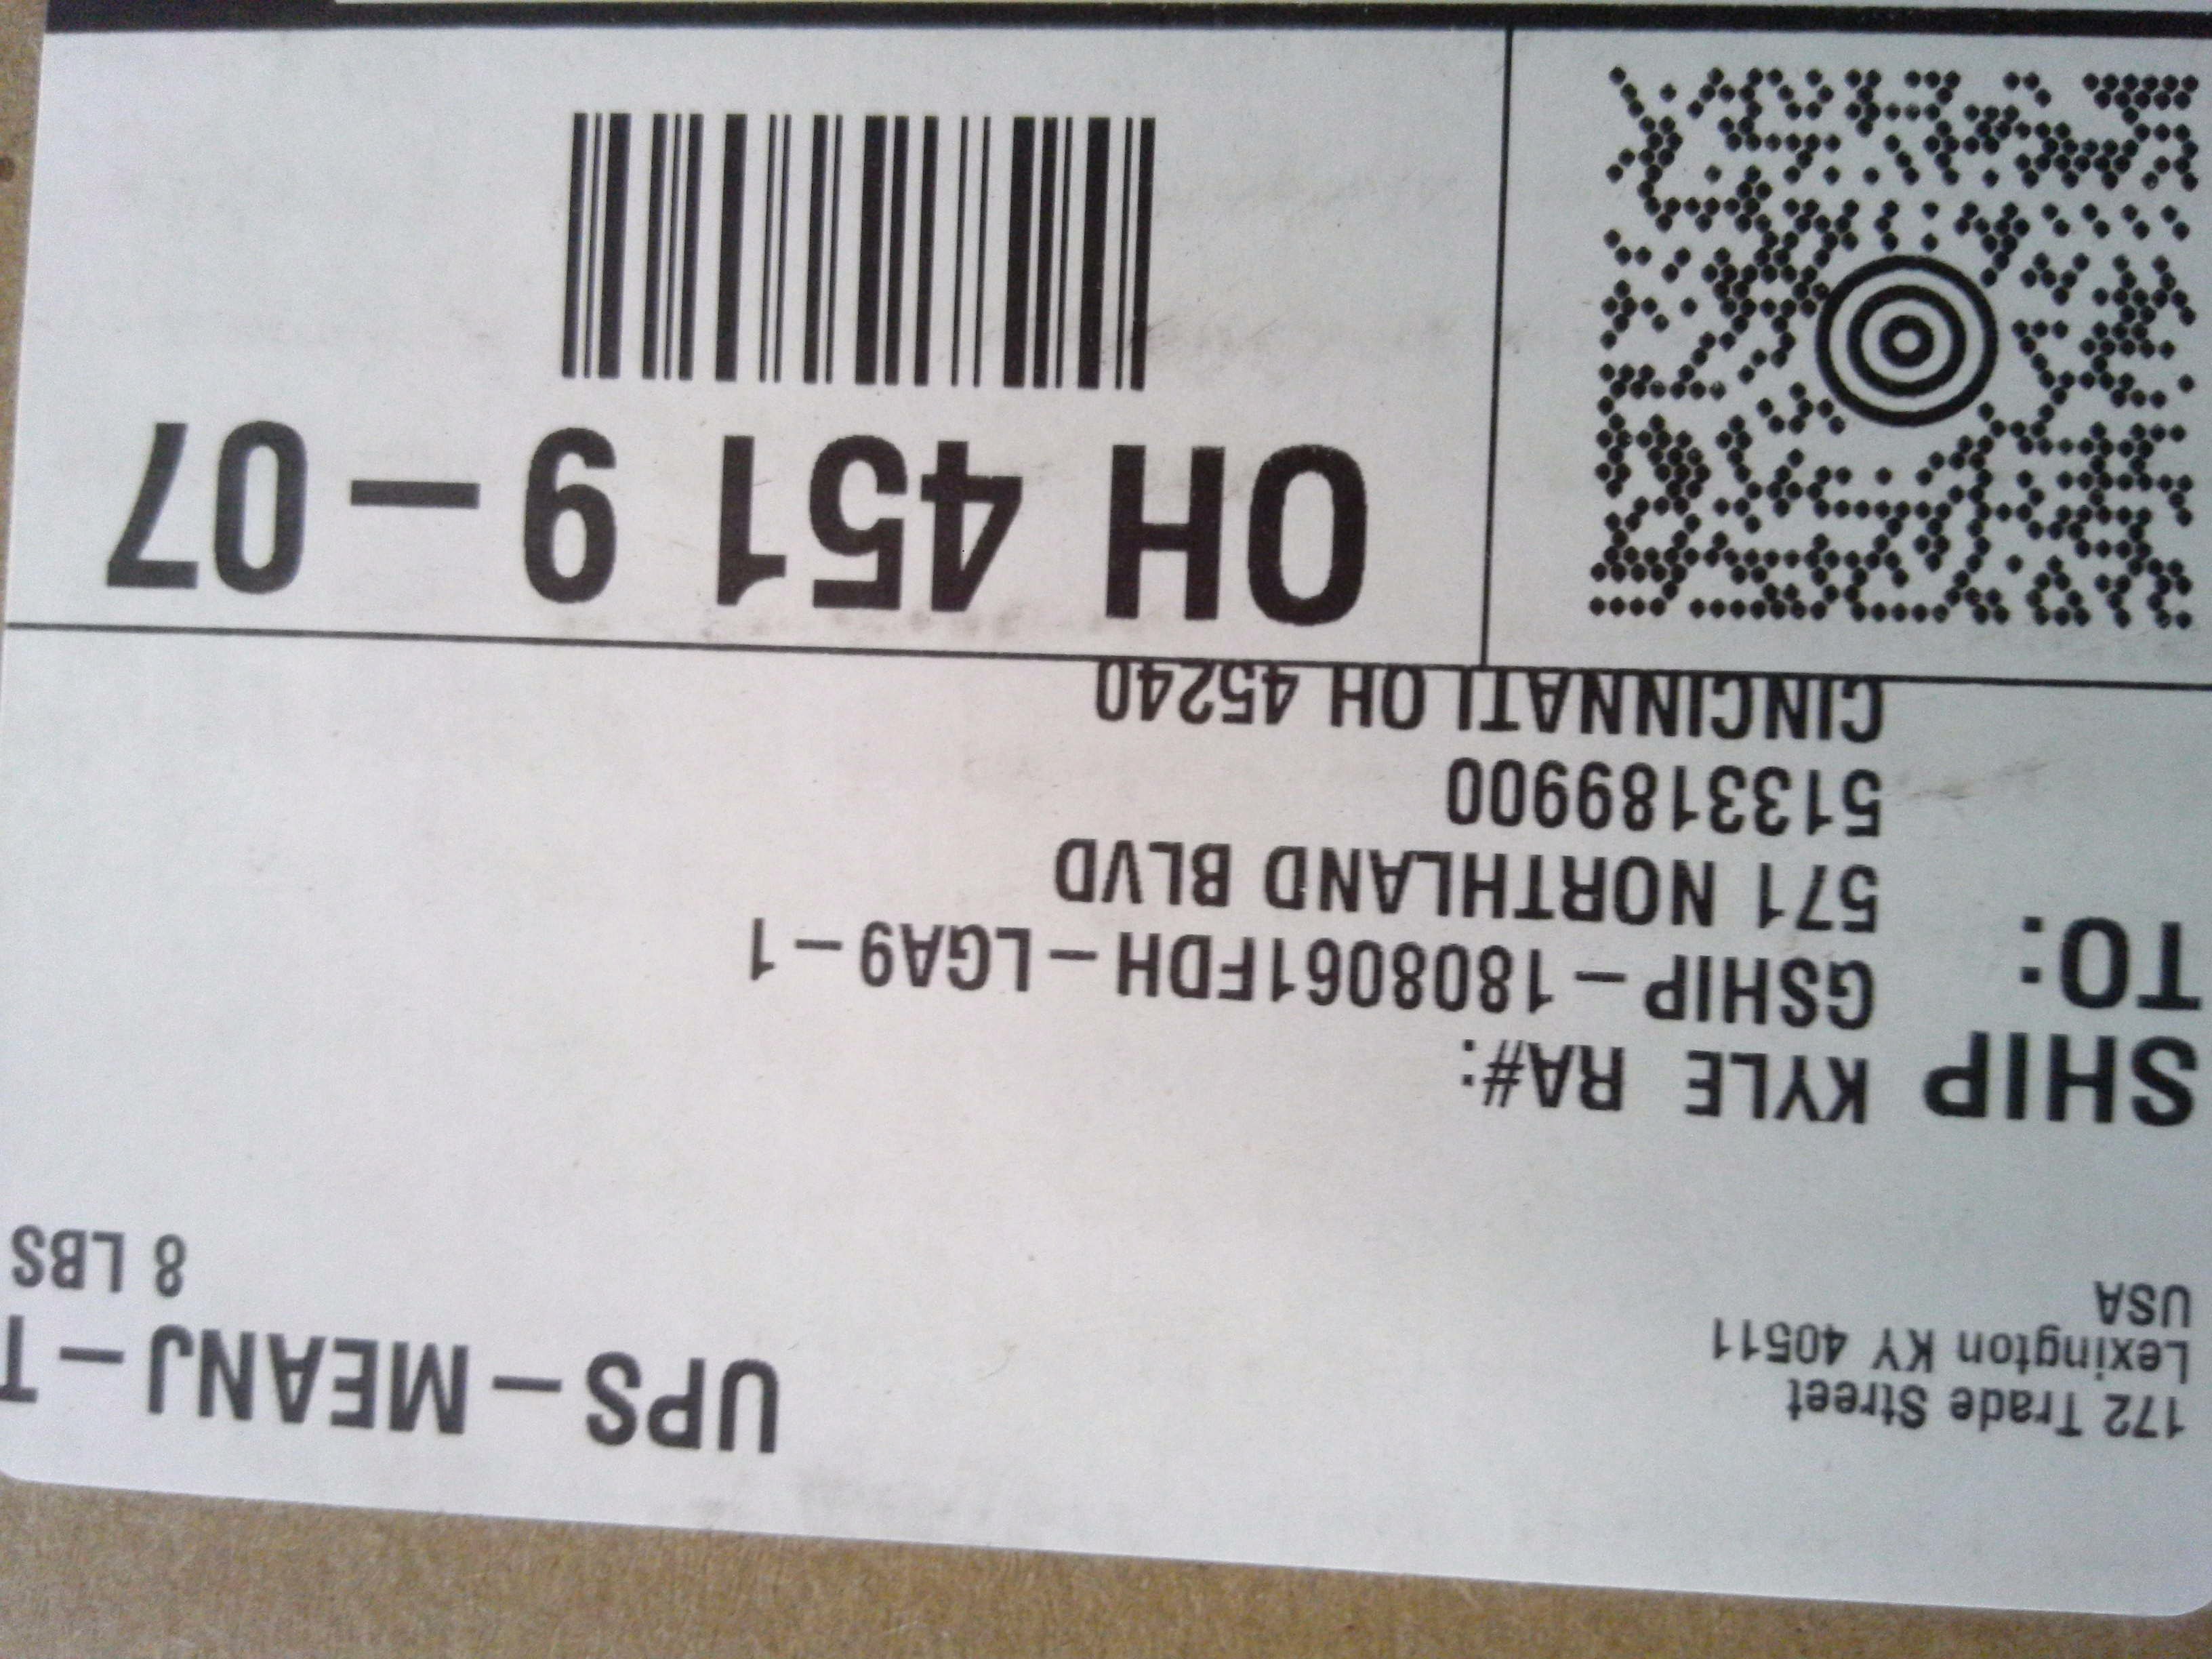 172 Trade Street
Lexington KY 40511
USA
UPS-MEANJ-T
8 LBS
SHIP TO:
KYLE RA#:
GSHIP-1808061FDH-LGA9-1
571 NORTHLAND BLVD
5133189900
CINCINNATI OH 45240
OH 451 9-07